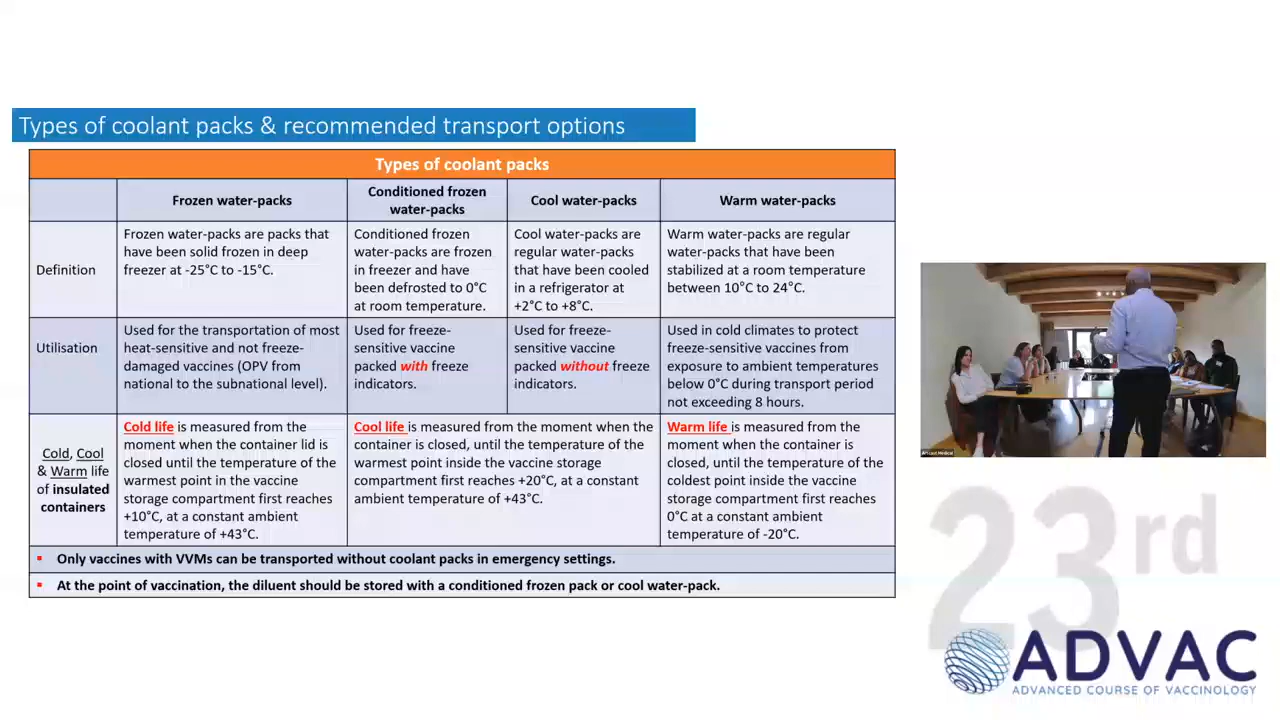 Types of coolant packs & recommended transport options
Types of coolant packs
Frozen water-packs
Conditioned frozen
water-packs
Cool water-packs
Warm water-packs
Definition
Frozen water-packs are packs that
have been solid frozen in deep
freezer at -25°C to -15°C.
Conditioned frozen
water-packs are frozen
in freezer and have
been defrosted to 0°C
at room temperature.
Cool water-packs are
regular water-packs
that have been cooled
in a refrigerator at
+2°C to +8°C.
Warm water-packs are regular
water-packs that have been
stabilized at a room temperature
between 10°C to 24°C.
Utilisation
Used for the transportation of most
heat-sensitive and not freeze-
damaged vaccines (OPV from
national to the subnational level).
Used for freeze-
sensitive vaccine
packed with freeze
indicators.
Used for freeze-
sensitive vaccine
packed without freeze
indicators.
Used in cold climates to protect
freeze-sensitive vaccines from
exposure to ambient temperatures
below 0°C during transport period
not exceeding 8 hours.
Cold, Cool
& Warm life
of insulated
containers
Cold life is measured from the
moment when the container lid is
closed until the temperature of the
warmest point in the vaccine
storage compartment first reaches
+10°C, at a constant ambient
temperature of +43°C.
Cool life is measured from the moment when the
container is closed, until the temperature of the
warmest point inside the vaccine storage
compartment first reaches +20°C, at a constant
ambient temperature of +43°C.
Warm life is measured from the
moment when the container is
closed, until the temperature of the
coldest point inside the vaccine
storage compartment first reaches
0°C at a constant ambient
temperature of -20°C.
▪ Only vaccines with VVMs can be transported without coolant packs in emergency settings.
▪ At the point of vaccination, the diluent should be stored with a conditioned frozen pack or cool water-pack.
23rd
ADVAC
ADVANCED COURSE OF VACCINOLOGY